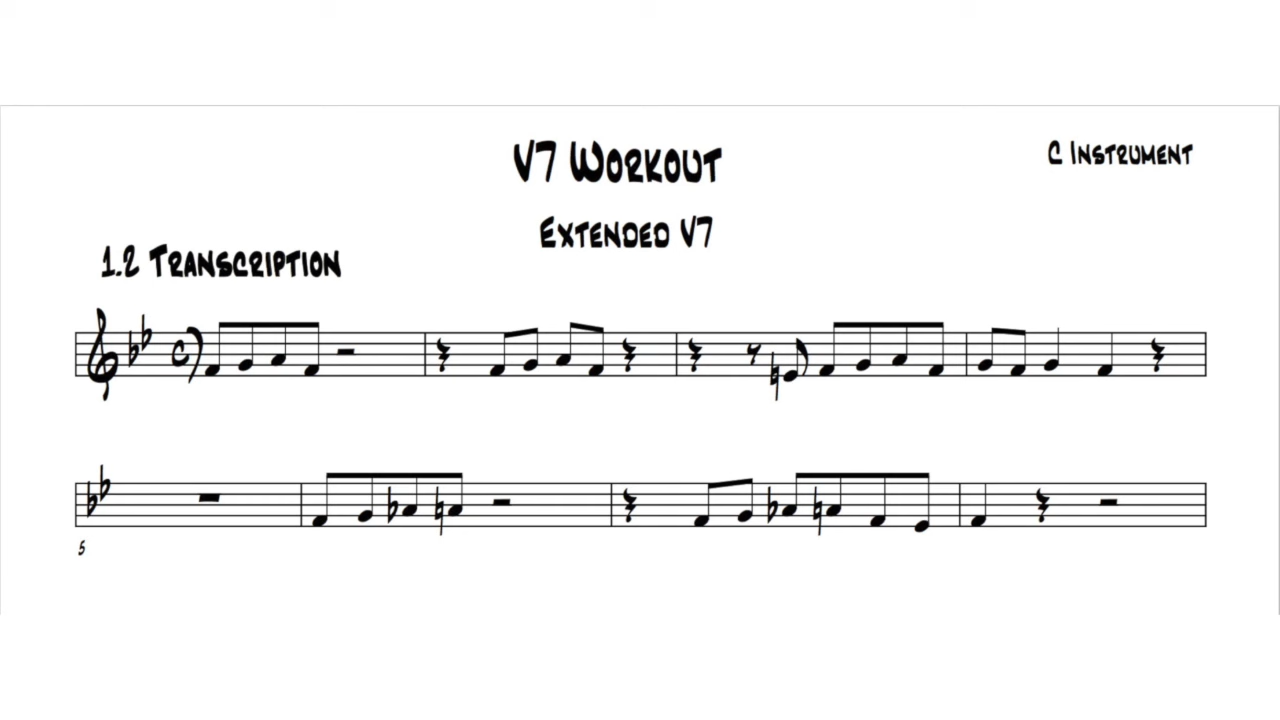 V7 Workout
C Instrument
Extended V7
1.2 Transcription
5